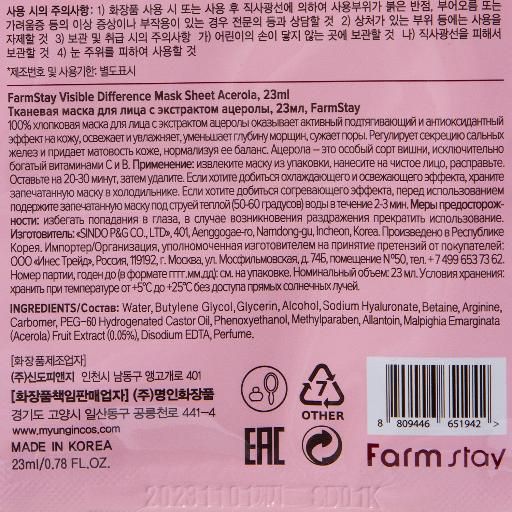 사용 시의 주의사항: 1) 화장품 사용 시 또는 사용 후 직사광선에 의하여 사용부위가 붉은 반점, 부어오름 또는
가려움증 등의 이상 증상이나 부작용이 있는 경우 전문의 등과 상담할 것 2) 상처가 있는 부위 등에는 사용을
자제할 것 3) 보관 및 취급 시의 주의사항 가) 어린이의 손이 닿지 않는 곳에 보관할 것 나) 직사광선을 피해서
보관할 것 4) 눈 주위를 피하여 사용할 것
*제조번호 및 사용기한: 별도표시
FarmStay Visible Difference Mask Sheet Acerola, 23ml
Тканевая маска для лица с экстрактом ацеролы, 23мл, FarmStay
100% хлопковая маска для лица с экстрактом ацеролы оказывает активный подтягивающий и антиоксидантный
эффект на кожу, освежает и увлажняет, уменьшает глубину морщин, сужает поры. Регулирует секрецию сальных
желез и придает матовость коже, нормализуя ее баланс. Ацерола – это особый сорт вишни, исключительно
богатый витаминами С и В. Применение: извлеките маску из упаковки, нанесите на чистое лицо, расправьте.
Оставьте на 20-30 минут, затем удалите. Если хотите добиться охлаждающего и освежающего эффекта, храните
запечатанную маску в холодильнике. Если хотите добиться согревающего эффекта, перед использованием
подержите запечатанную маску под струей теплой (50-60 градусов) воды в течение 2-3 мин. Меры предосторож-
ности: избегать попадания в глаза, в случае возникновения раздражения прекратить использование.
Изготовитель: «SINDO P&G CO., LTD», 401, Aenggogae-ro, Namdong-gu, Incheon, Korea. Произведено в Республике
Корея. Импортер/Организация, уполномоченная изготовителем на принятие претензий от покупателей:
ООО «Инес Трейд», Россия, 119192, г. Москва, ул. Мосфильмовская, д. 74Б, помещение N°50, тел. +7 499 653 73 62.
Номер партии, годен до (в формате гггг.мм.дд): см. на упаковке. Номинальный объем: 23 мл. Условия хранения:
хранить при температуре от +5°С до +25°С без доступа прямых солнечных лучей.
INGREDIENTS/Состав: Water, Butylene Glycol, Glycerin, Alcohol, Sodium Hyaluronate, Betaine, Arginine,
Carbomer, PEG-60 Hydrogenated Castor Oil, Phenoxyethanol, Methylparaben, Allantoin, Malpighia Emarginata
(Acerola) Fruit Extract (0.05%), Disodium EDTA, Perfume.
[화장품제조업자]
(주)신도피앤지 인천시 남동구 앵고개로 401
[화장품책임판매업자] (주)명인화장품
경기도 고양시 일산동구 공릉천로 441-4
www.myungincos.com
MADE IN KOREA
23ml/0.78 FL.OZ.
7
OTHER
EAC
8 809446 651942 >
Farm stay